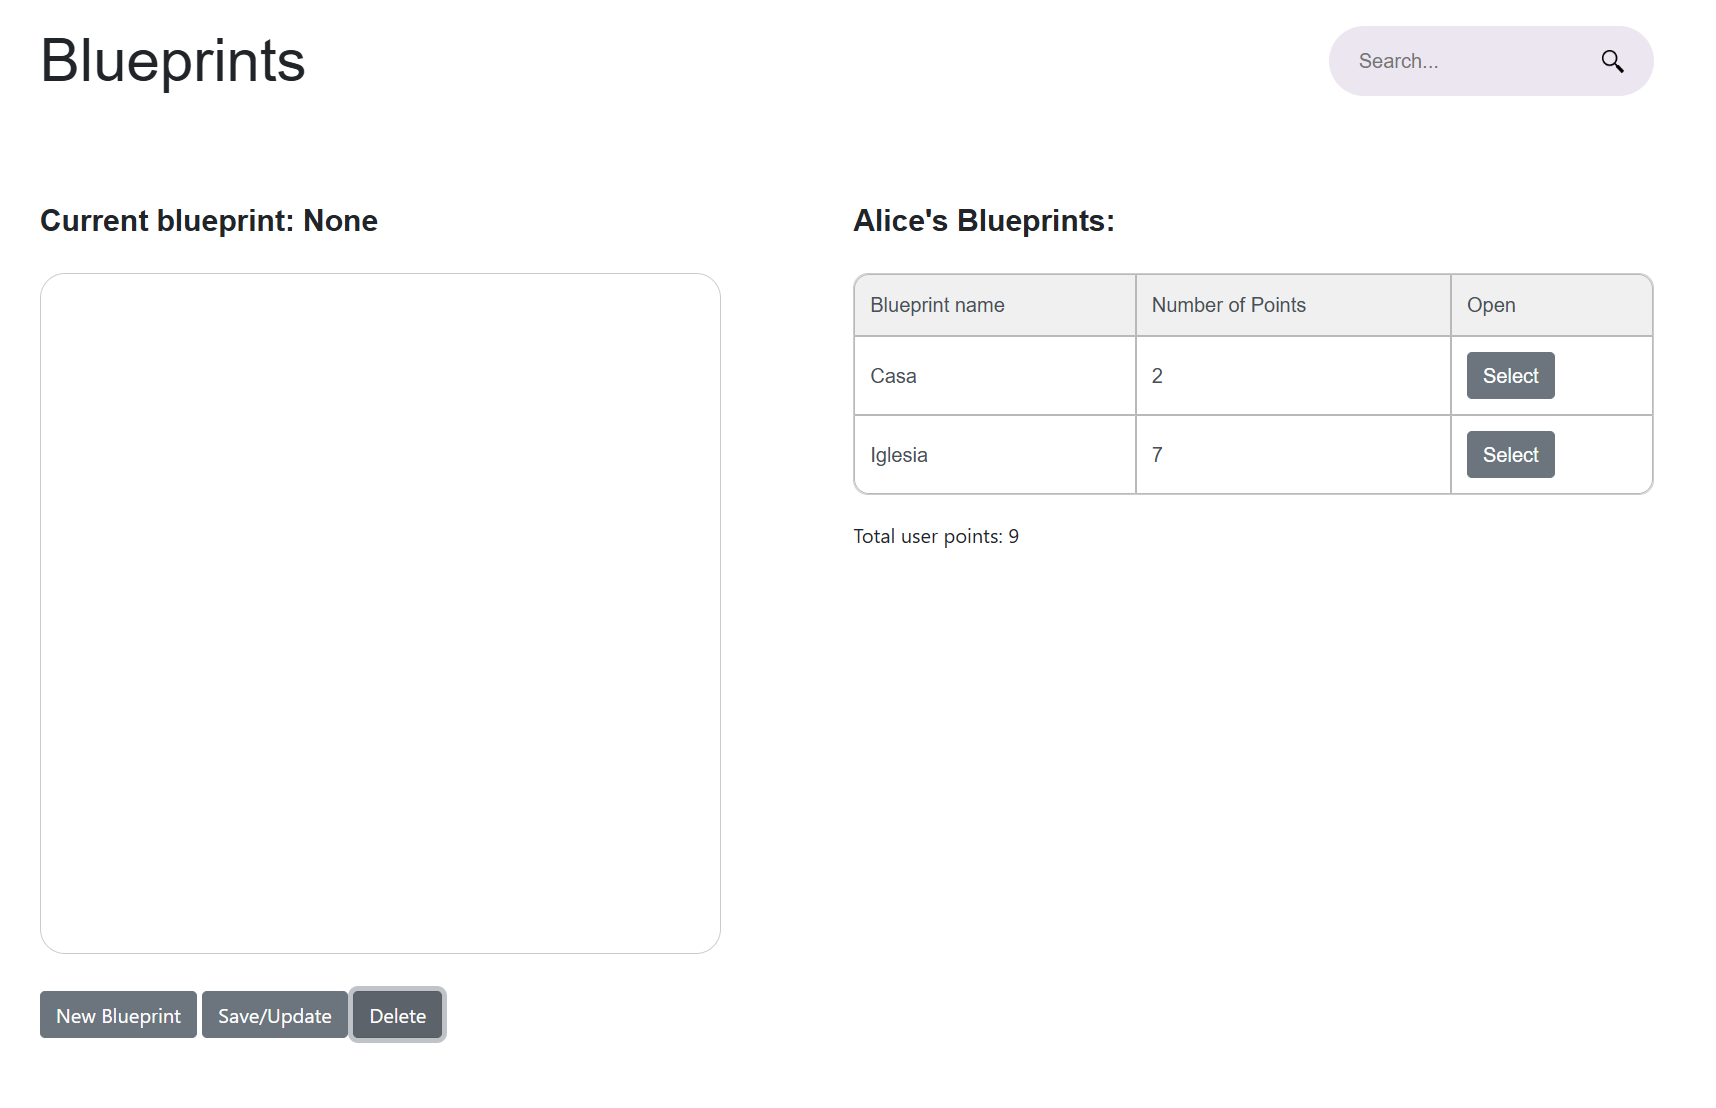 Blueprints
Search...
Current blueprint: None
Alice's Blueprints:
Blueprint name Number of Points Open
Casa 2 Select
Iglesia 7 Select
Total user points: 9
New Blueprint Save/Update Delete